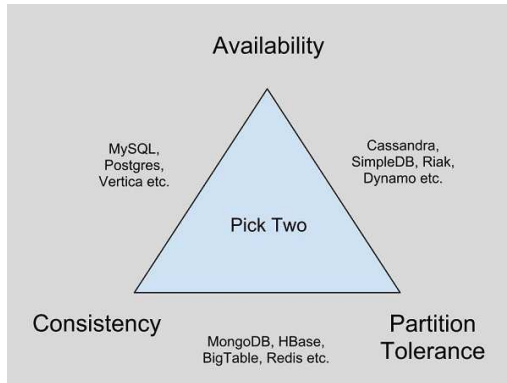 Availability
MySQL,
Postgres,
Vertica etc.
Cassandra,
SimpleDB, Riak,
Dynamo etc.
Pick Two
Consistency
MongoDB, HBase,
BigTable, Redis etc.
Partition
Tolerance